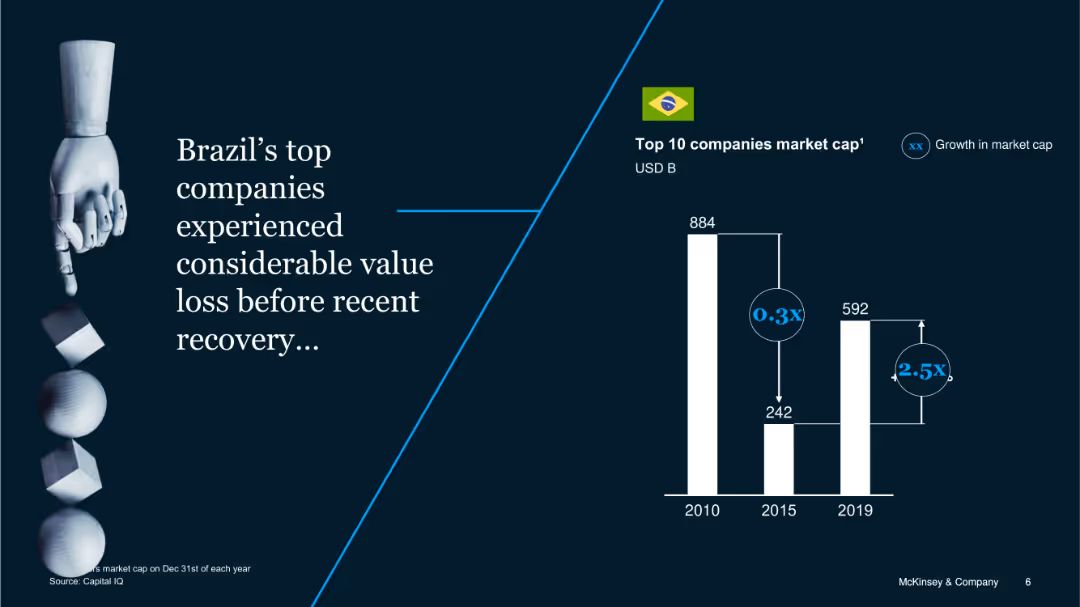 Brazil’s top
companies
experienced
considerable value
loss before recent
recovery...
Top 10 companies market cap¹
USD B
xx Growth in market cap
884
0.3x
242
592
2.5x
2010 2015 2019
market cap on Dec 31st of each year
Source: Capital IQ
McKinsey & Company 6